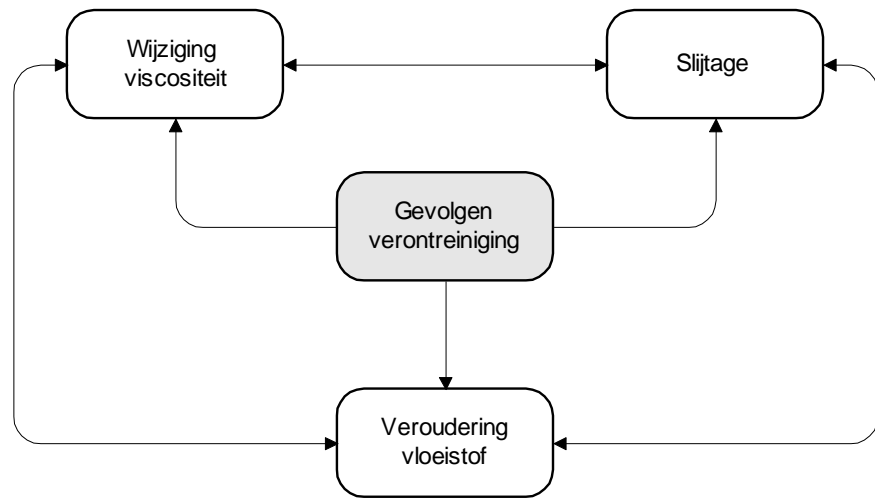 Wijziging
viscositeit
Slijtage
Gevolgen
verontreiniging
Veroudering
vloeistof